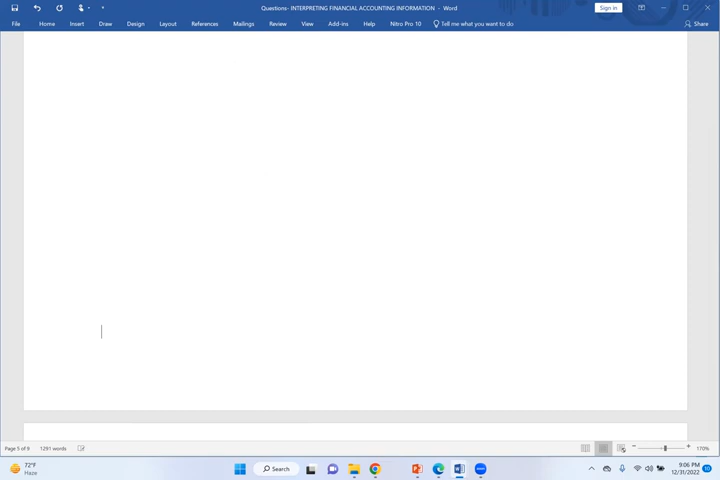 Questions- INTERPRETING FINANCIAL ACCOUNTING INFORMATION - Word
Sign in
File Home Insert Draw Design Layout References Mailings Review View Add-ins Help Nitro Pro 10 Tell me what you want to do Share
Page 5 of 9 1291 words 170%
72°F
Haze
Search
9:06 PM
12/31/2022
10